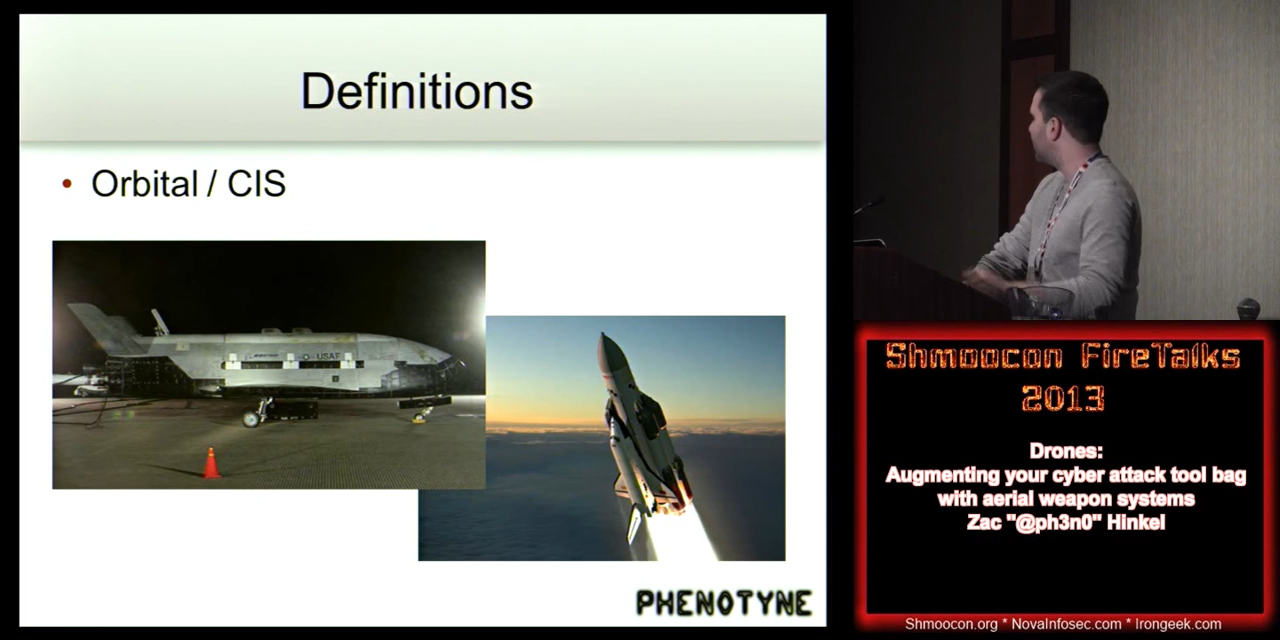 Definitions
• Orbital / CIS
USAF
PHENOTYNE
Shmoocon FireTalks
2013
Drones:
Augmenting your cyber attack tool bag
with aerial weapon systems
Zac "@ph3n0" Hinkel
Shmoocon.org * NovaInfosec.com * Irongeek.com